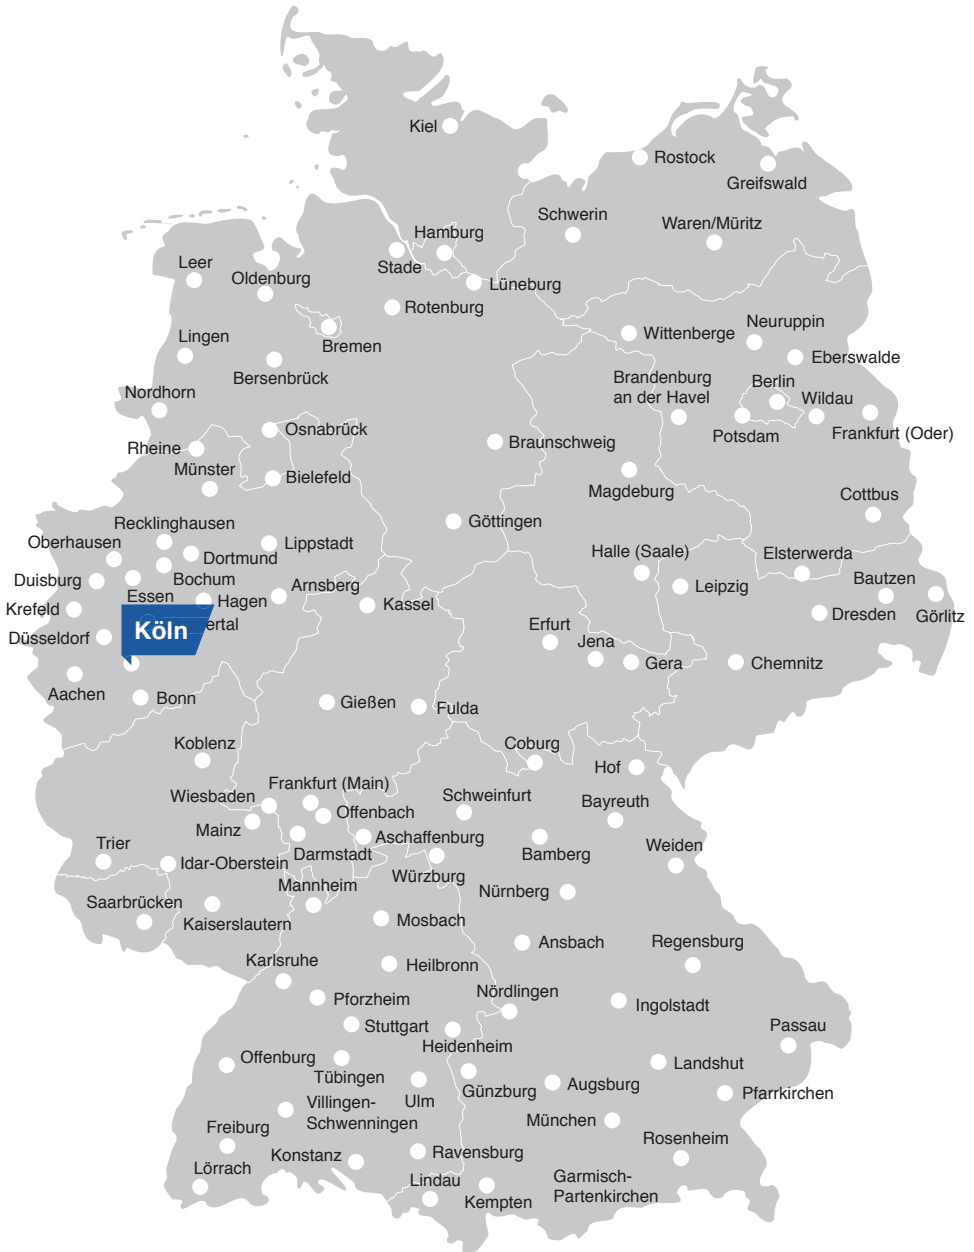 Kiel
Rostock
Greifswald
Schwerin
Waren/Müritz
Hamburg
Stade
Lüneburg
Leer
Oldenburg
Rotenburg
Bremen
Lingen
Bersenbrück
Nordhorn
Wittenberge
Neuruppin
Eberswalde
Brandenburg
an der Havel
Berlin
Wildau
Potsdam
Frankfurt (Oder)
Rheine
Osnabrück
Braunschweig
Münster
Bielefeld
Magdeburg
Cottbus
Recklinghausen
Göttingen
Oberhausen
Dortmund
Lippstadt
Halle (Saale)
Elsterwerda
Duisburg
Bochum
Arnsberg
Leipzig
Bautzen
Essen
Hagen
Kassel
Krefeld
Dresden
Görlitz
Düsseldorf
Köln
ertal
Erfurt
Jena
Gera
Chemnitz
Aachen
Bonn
Gießen
Fulda
Koblenz
Coburg
Hof
Wiesbaden
Frankfurt (Main)
Schweinfurt
Bayreuth
Mainz
Offenbach
Aschaffenburg
Trier
Idar-Oberstein
Darmstadt
Bamberg
Weiden
Würzburg
Mannheim
Nürnberg
Saarbrücken
Kaiserslautern
Mosbach
Ansbach
Regensburg
Karlsruhe
Heilbronn
Nördlingen
Pforzheim
Ingolstadt
Stuttgart
Heidenheim
Passau
Offenburg
Tübingen
Landshut
Günzburg
Augsburg
Pfarrkirchen
Villingen-
Schwenningen
Ulm
München
Freiburg
Rosenheim
Konstanz
Ravensburg
Lörrach
Lindau
Kempten
Garmisch-
Partenkirchen